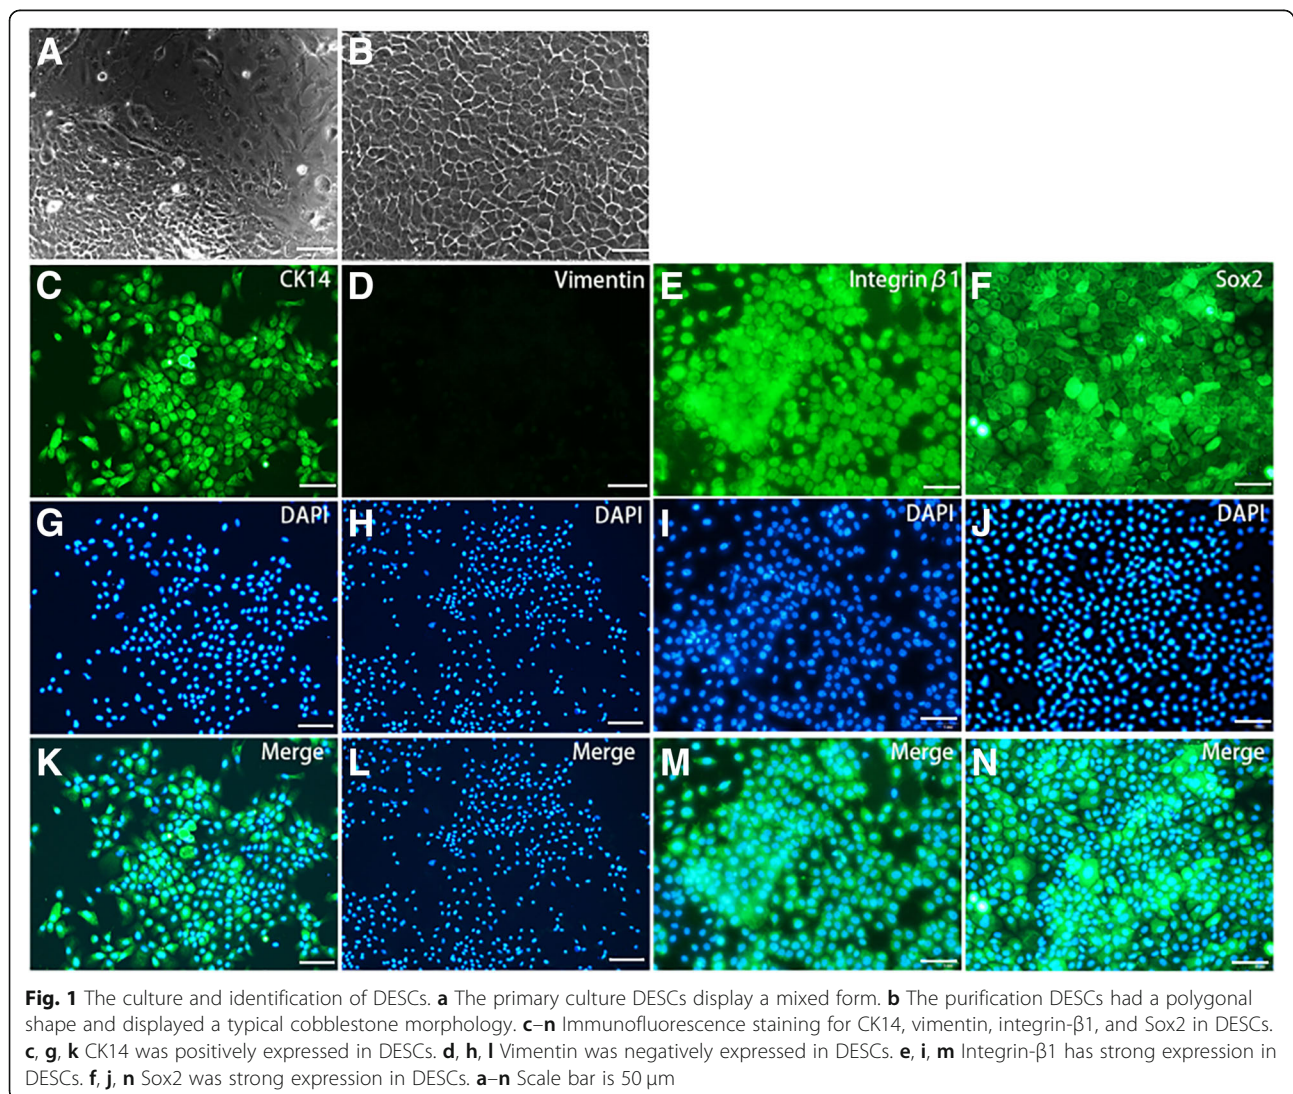 A
B
C CK14
D Vimentin
E Integrin β1
F Sox2
G DAPI
H DAPI
I DAPI
J DAPI
K Merge
L Merge
M Merge
N Merge
Fig. 1 The culture and identification of DESCs. a The primary culture DESCs display a mixed form. b The purification DESCs had a polygonal
shape and displayed a typical cobblestone morphology. c–n Immunofluorescence staining for CK14, vimentin, integrin-β1, and Sox2 in DESCs.
c, g, k CK14 was positively expressed in DESCs. d, h, l Vimentin was negatively expressed in DESCs. e, i, m Integrin-β1 has strong expression in
DESCs. f, j, n Sox2 was strong expression in DESCs. a–n Scale bar is 50 μm